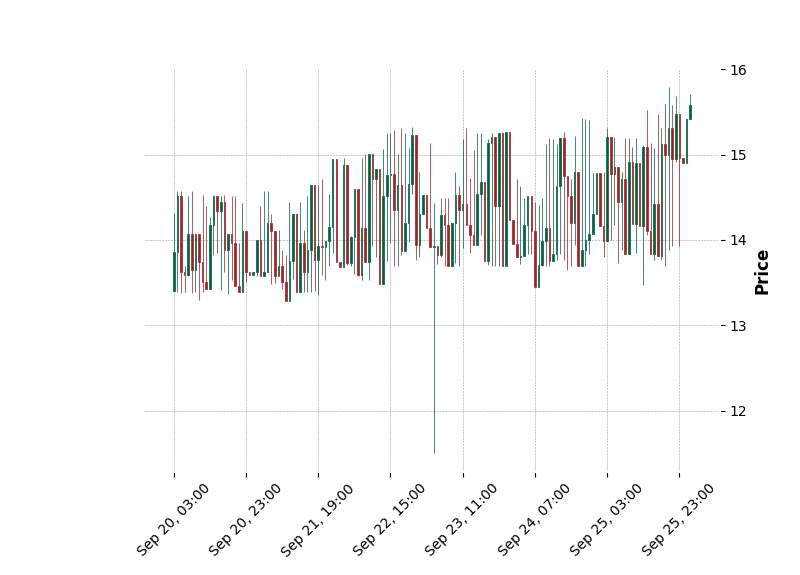 16
15
14
13
12
Price
Sep 20, 03:00
Sep 20, 23:00
Sep 21, 19:00
Sep 22, 15:00
Sep 23, 11:00
Sep 24, 07:00
Sep 25, 03:00
Sep 25, 23:00